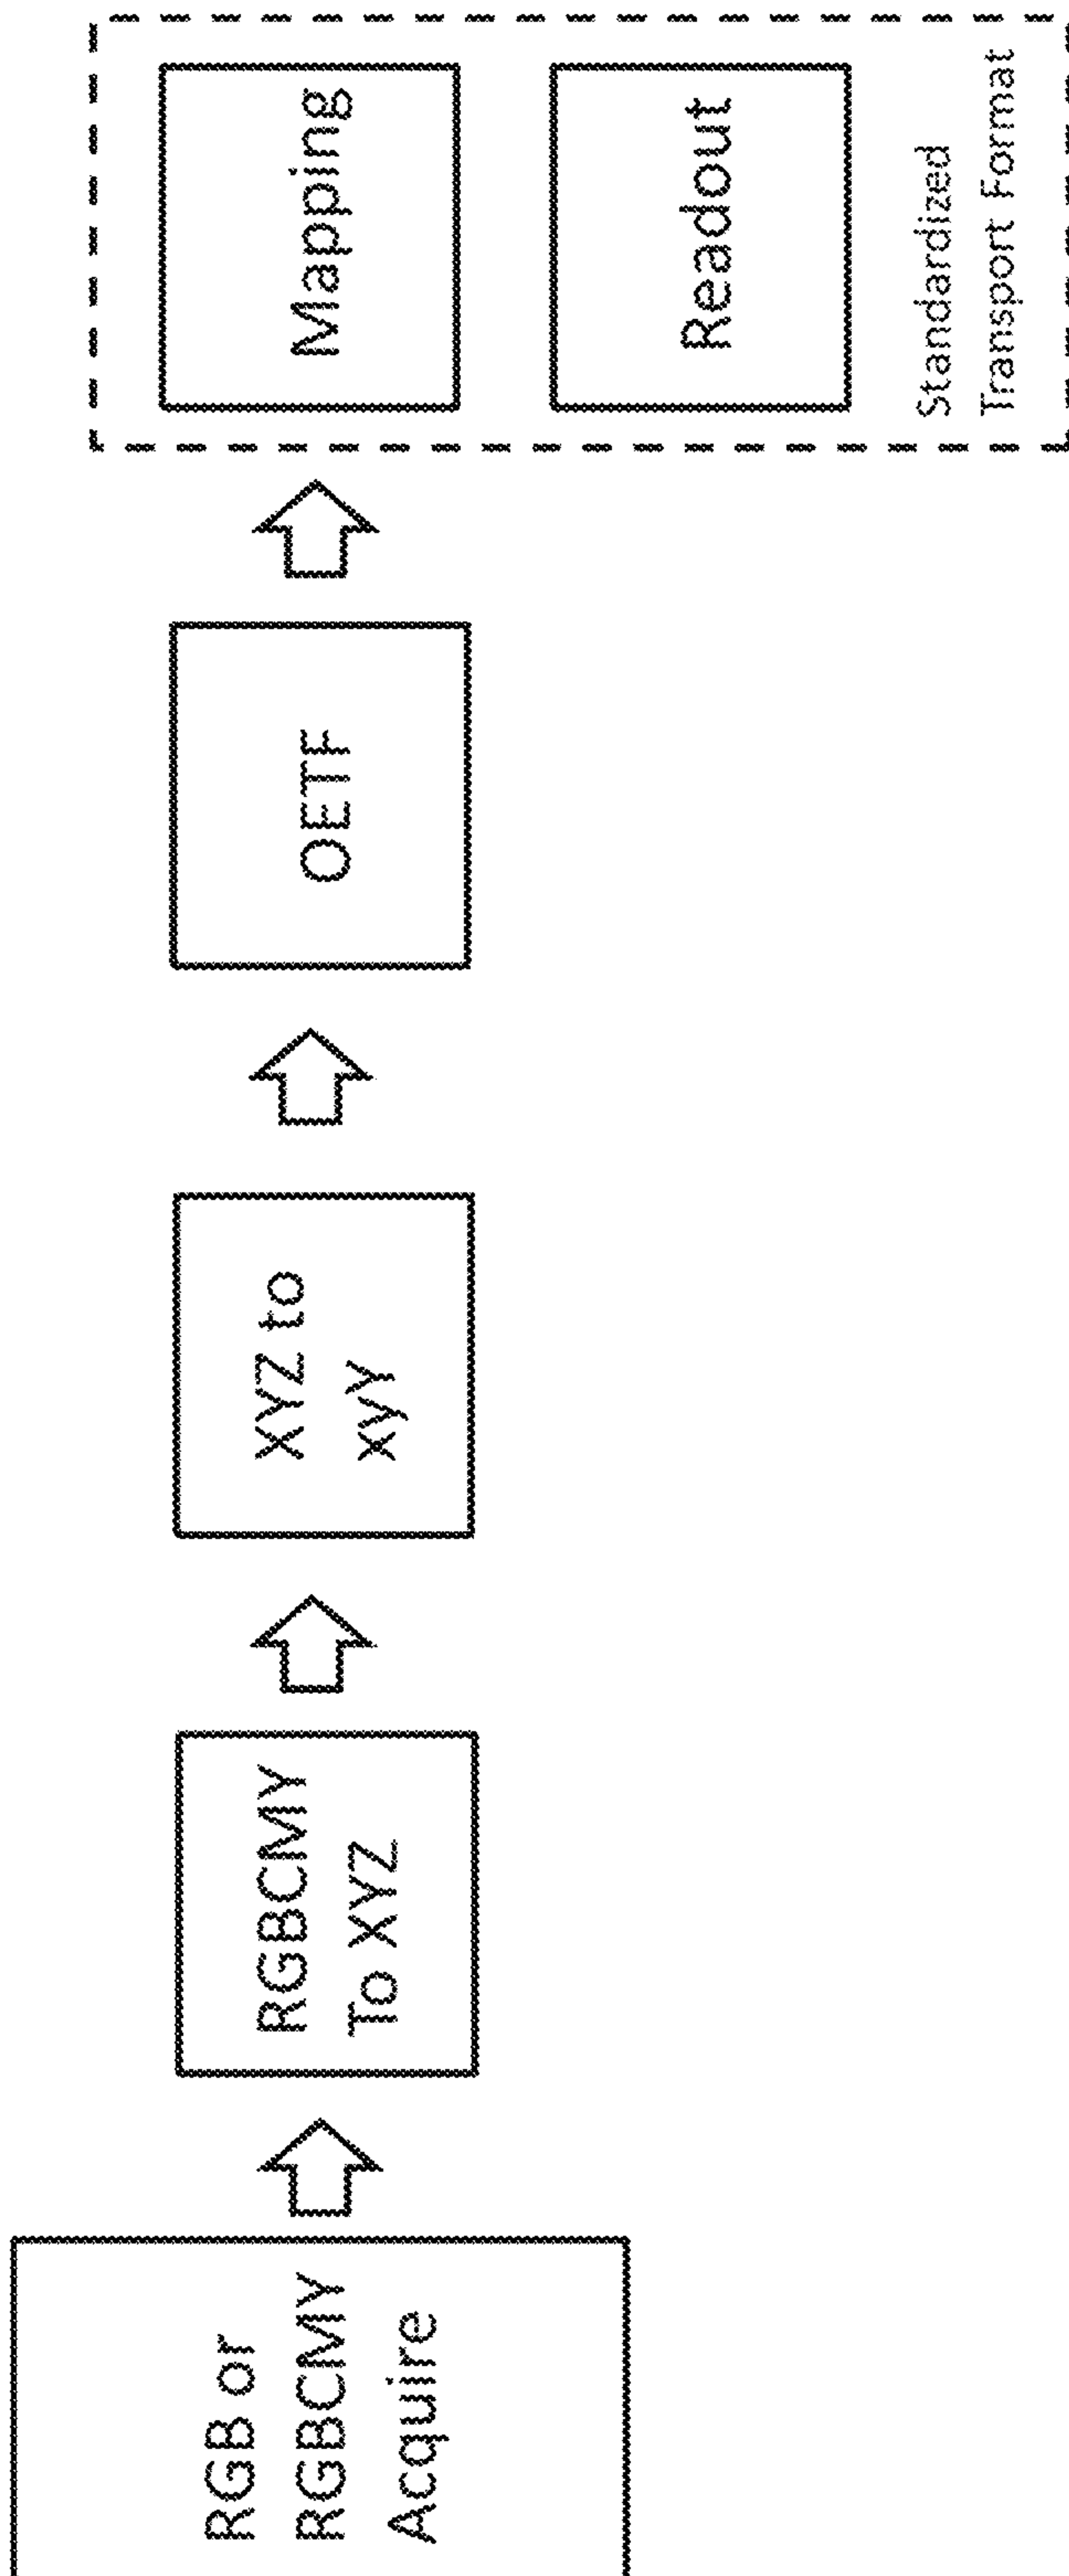 RGB or
RGBCMY
Acquire
RGBCMY
To XYZ
XYZ to
xyY
OETF
Mapping
Readout
Standardized
Transport Format